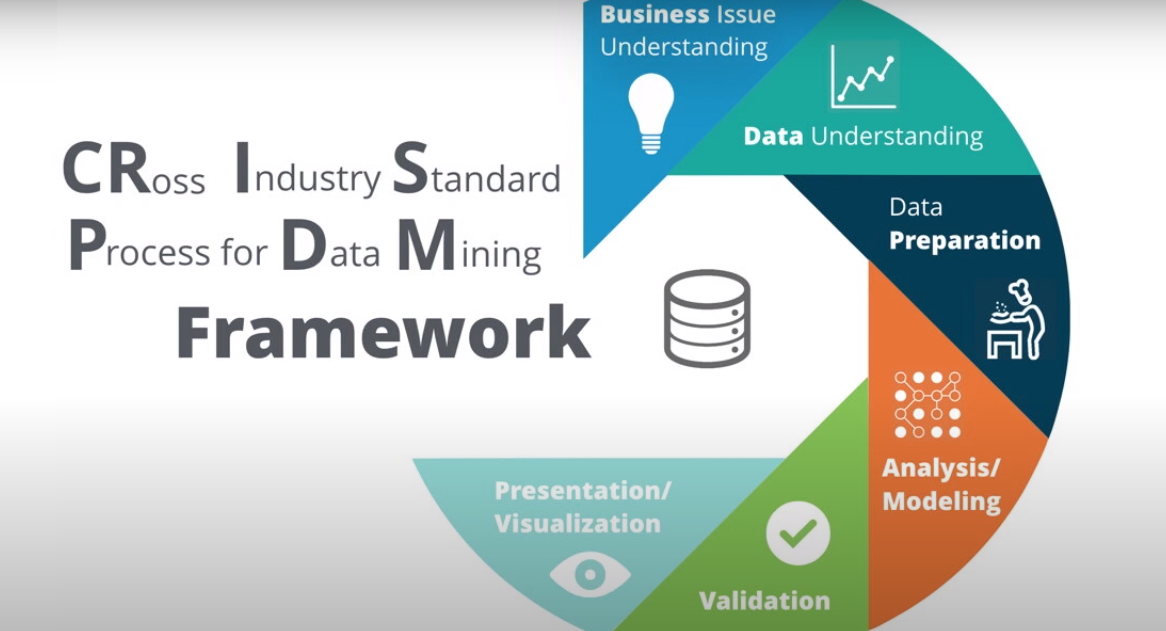 CRoss Industry Standard
Process for Data Mining
Framework
Business Issue
Understanding
Data Understanding
Data
Preparation
Analysis/
Modeling
Validation
Presentation/
Visualization